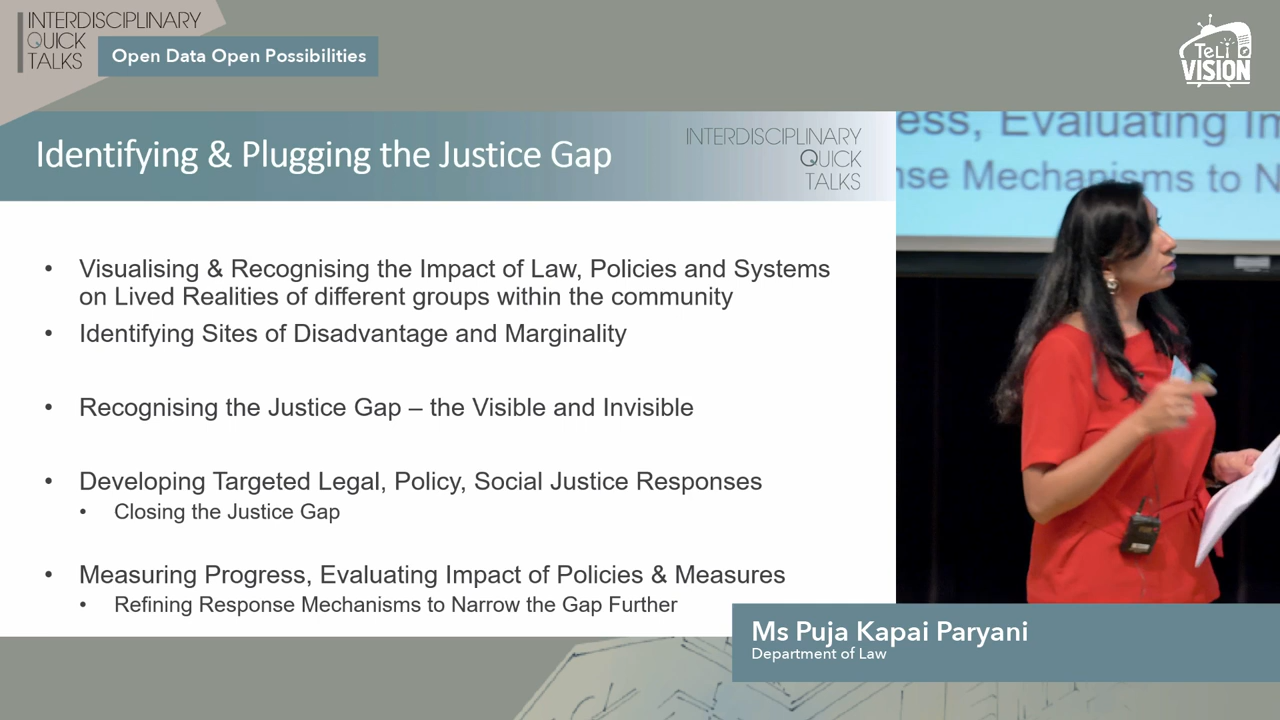 INTERDISCIPLINARY
QUICK
TALKS
Open Data Open Possibilities
TeLi
VISION
Identifying & Plugging the Justice Gap
INTERDISCIPLINARY
QUICK
TALKS
• Visualising & Recognising the Impact of Law, Policies and Systems
on Lived Realities of different groups within the community
• Identifying Sites of Disadvantage and Marginality
• Recognising the Justice Gap – the Visible and Invisible
• Developing Targeted Legal, Policy, Social Justice Responses
• Closing the Justice Gap
• Measuring Progress, Evaluating Impact of Policies & Measures
• Refining Response Mechanisms to Narrow the Gap Further
ess, Evaluating Im
nse Mechanisms to N
Ms Puja Kapai Paryani
Department of Law